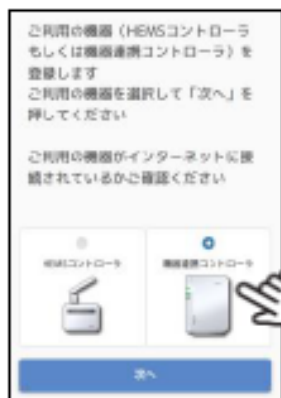 ご利用の機器（HEMSコントローラ
もしくは機器連携コントローラ）を
登録します
ご利用の機器を選択して「次へ」を
押してください
ご利用の機器がインターネットに接
続されているかご確認ください
HEMSコントローラ
機器連携コントローラ
次へ